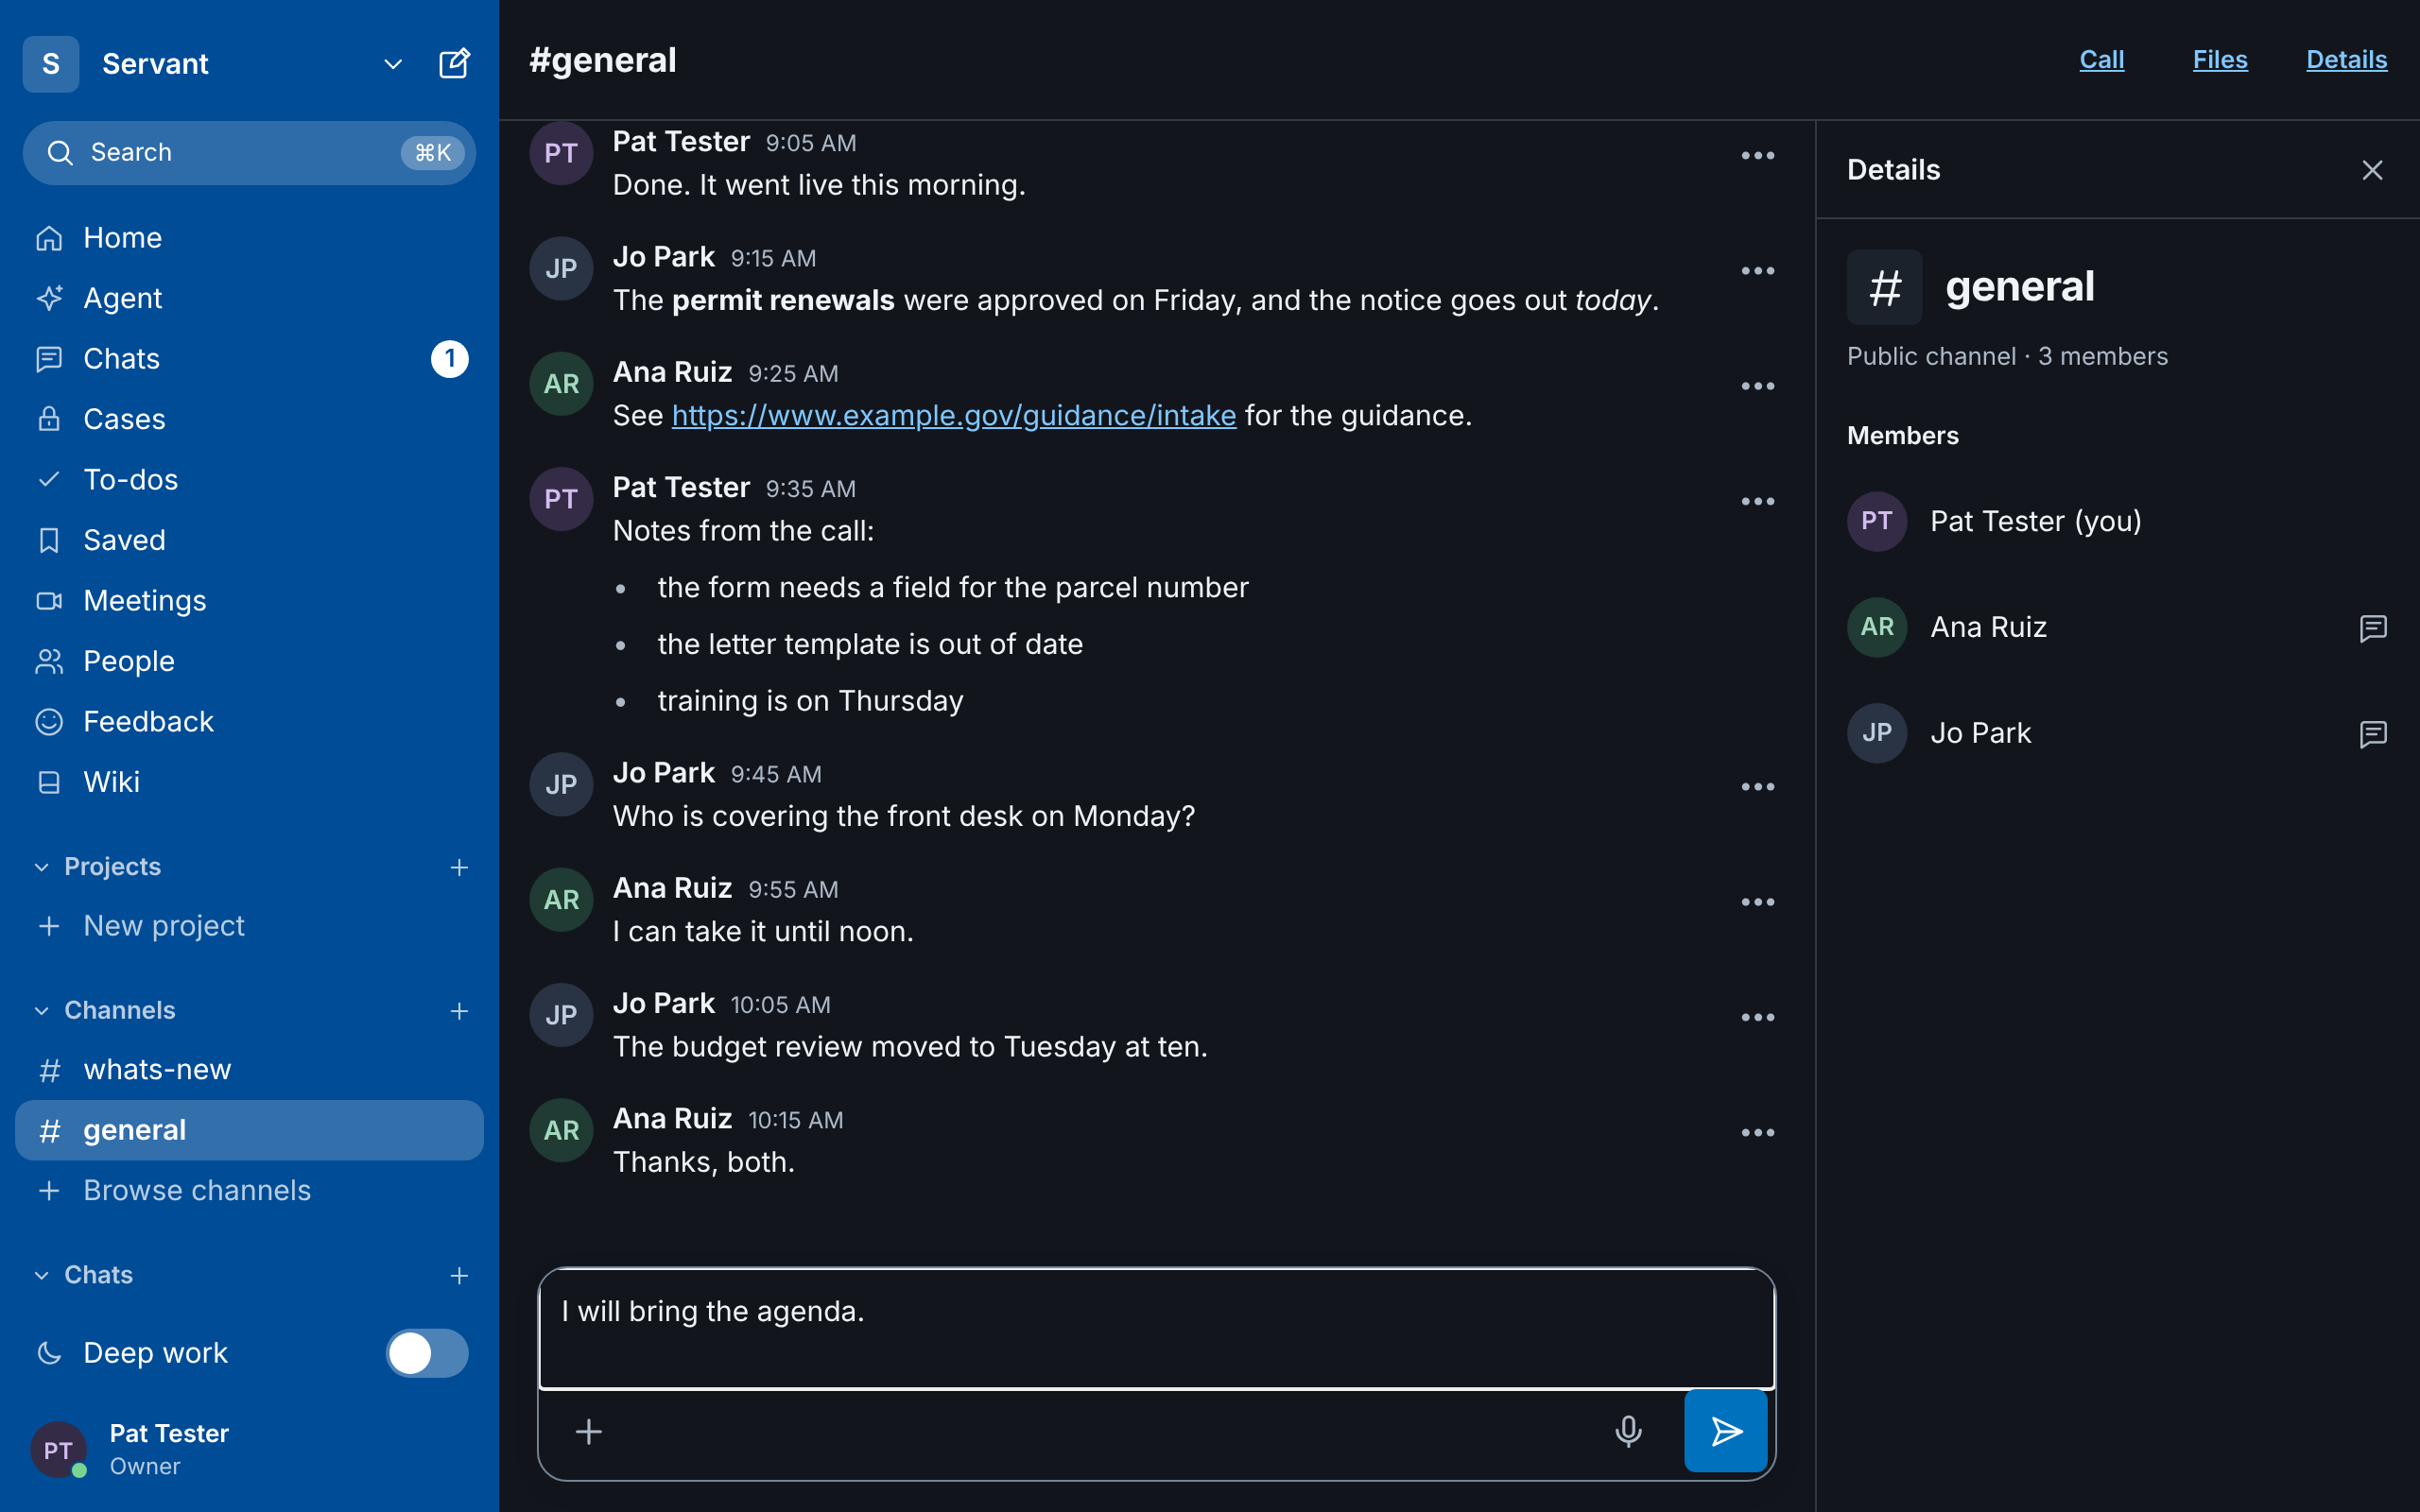 S Servant
Search ⌘K
Home
Agent
Chats 1
Cases
To-dos
Saved
Meetings
People
Feedback
Wiki
Projects
New project
Channels
# whats-new
# general
Browse channels
Chats
Deep work
PT Pat Tester
Owner
#general
Call Files Details
PT Pat Tester 9:05 AM
Done. It went live this morning.
JP Jo Park 9:15 AM
The permit renewals were approved on Friday, and the notice goes out today.
AR Ana Ruiz 9:25 AM
See https://www.example.gov/guidance/intake for the guidance.
PT Pat Tester 9:35 AM
Notes from the call:
• the form needs a field for the parcel number
• the letter template is out of date
• training is on Thursday
JP Jo Park 9:45 AM
Who is covering the front desk on Monday?
AR Ana Ruiz 9:55 AM
I can take it until noon.
JP Jo Park 10:05 AM
The budget review moved to Tuesday at ten.
AR Ana Ruiz 10:15 AM
Thanks, both.
I will bring the agenda.
Details
# general
Public channel · 3 members
Members
PT Pat Tester (you)
AR Ana Ruiz
JP Jo Park